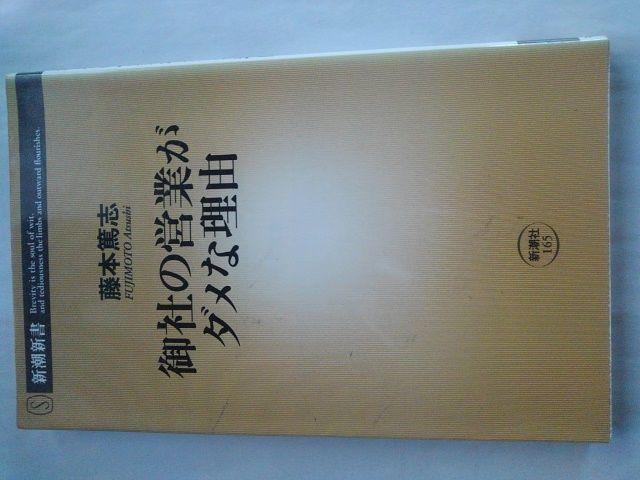 新潮新書
Brevity is the soul of wit,
and tediousness the limbs and outward flourishes.
藤本篤志
FUJIMOTO Atsushi
御社の営業が
ダメな理由
新潮社
165